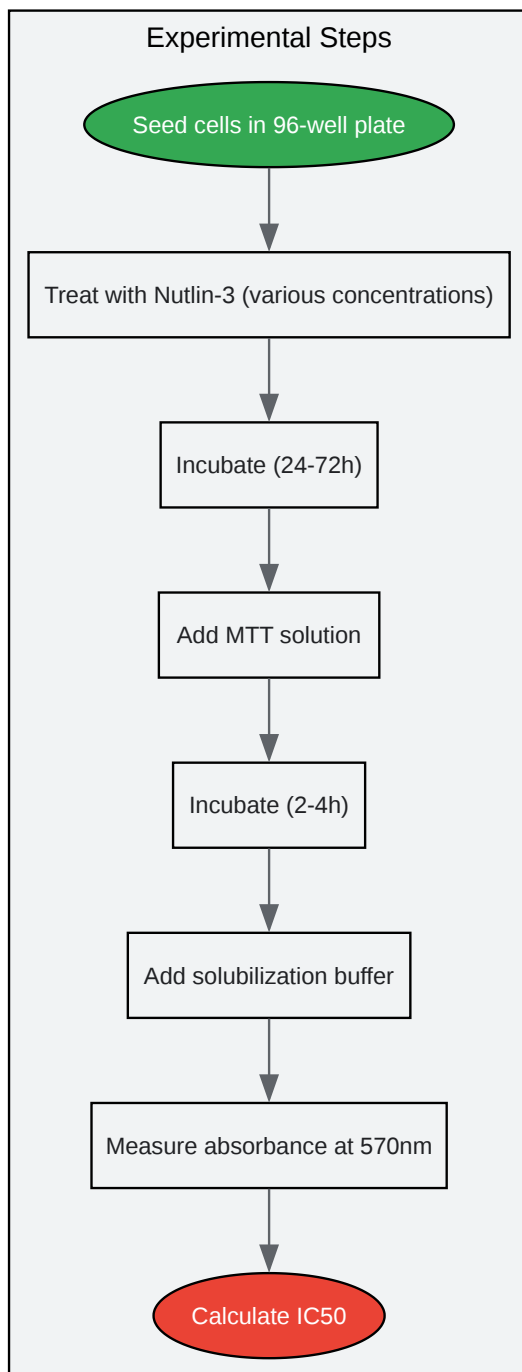 Experimental Steps
Seed cells in 96-well plate
Treat with Nutlin-3 (various concentrations)
Incubate (24-72h)
Add MTT solution
Incubate (2-4h)
Add solubilization buffer
Measure absorbance at 570nm
Calculate IC50